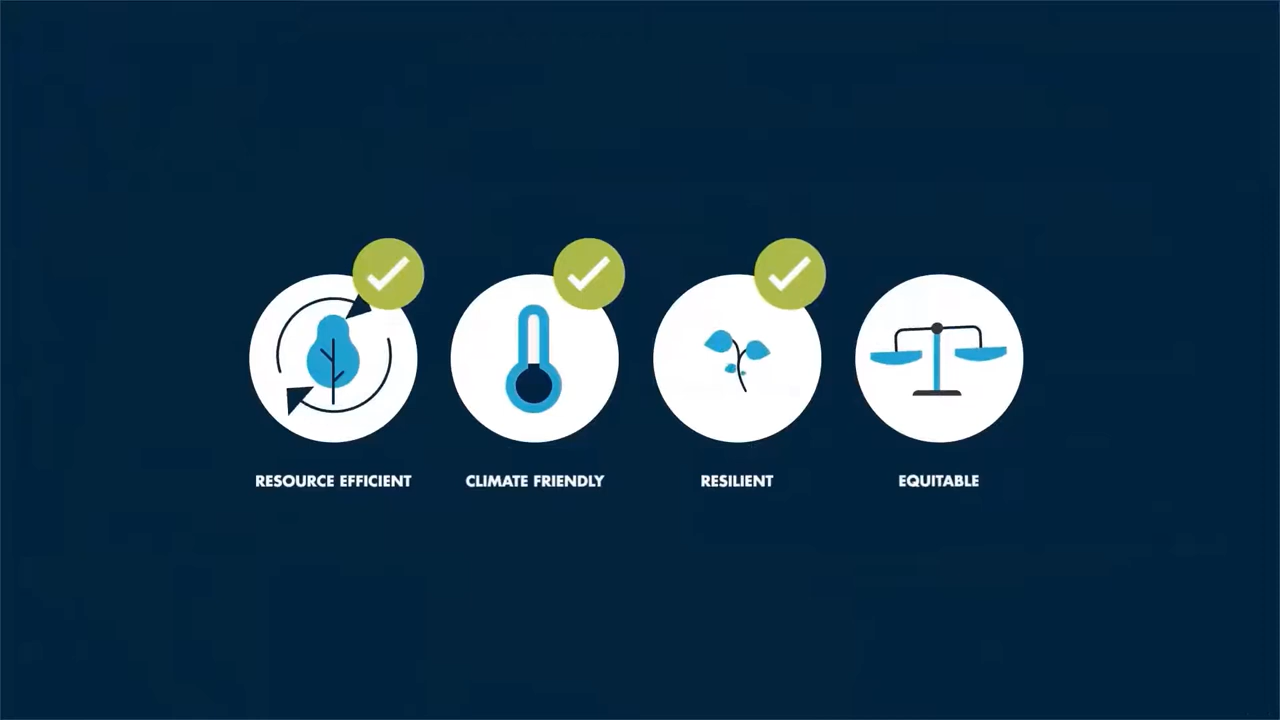 RESOURCE EFFICIENT
CLIMATE FRIENDLY
RESILIENT
EQUITABLE